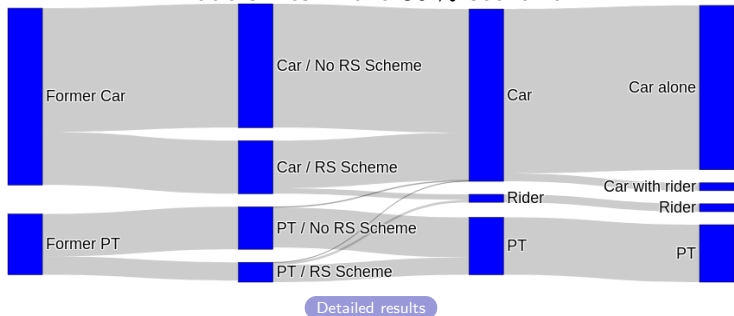 Former Car
Car / No RS Scheme
Car
Car alone
Car / RS Scheme
Car with rider
Rider
Rider
Former PT
PT / No RS Scheme
PT
PT
PT / RS Scheme
Detailed results